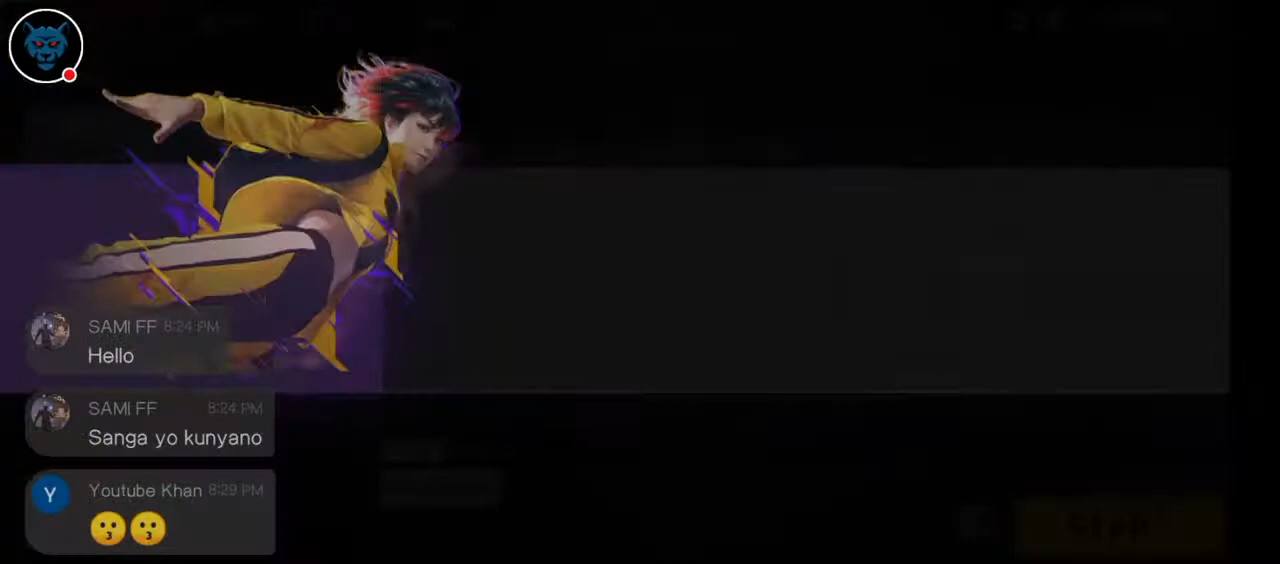 SAMI FF 8:24 PM
Hello
SAMI FF 8:24 PM
Sanga yo kunyano
Y
Youtube Khan 8:29 PM
😗😗